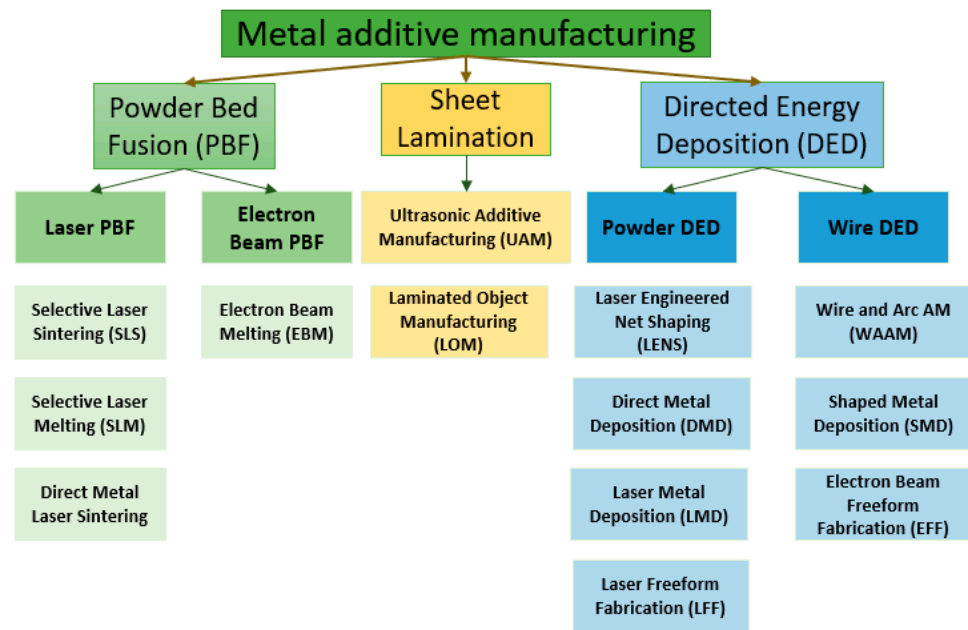 Metal additive manufacturing
Powder Bed
Fusion (PBF)
Sheet
Lamination
Directed Energy
Deposition (DED)
Laser PBF
Electron
Beam PBF
Ultrasonic Additive
Manufacturing (UAM)
Powder DED
Wire DED
Selective Laser
Sintering (SLS)
Electron Beam
Melting (EBM)
Laminated Object
Manufacturing
(LOM)
Laser Engineered
Net Shaping
(LENS)
Wire and Arc AM
(WAAM)
Selective Laser
Melting (SLM)
Direct Metal
Deposition (DMD)
Shaped Metal
Deposition (SMD)
Direct Metal
Laser Sintering
Laser Metal
Deposition (LMD)
Electron Beam
Freeform
Fabrication (EFF)
Laser Freeform
Fabrication (LFF)